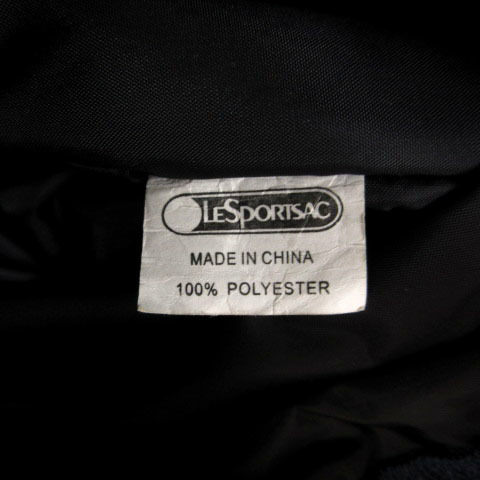 LESPORTSAC
MADE IN CHINA
100% POLYESTER